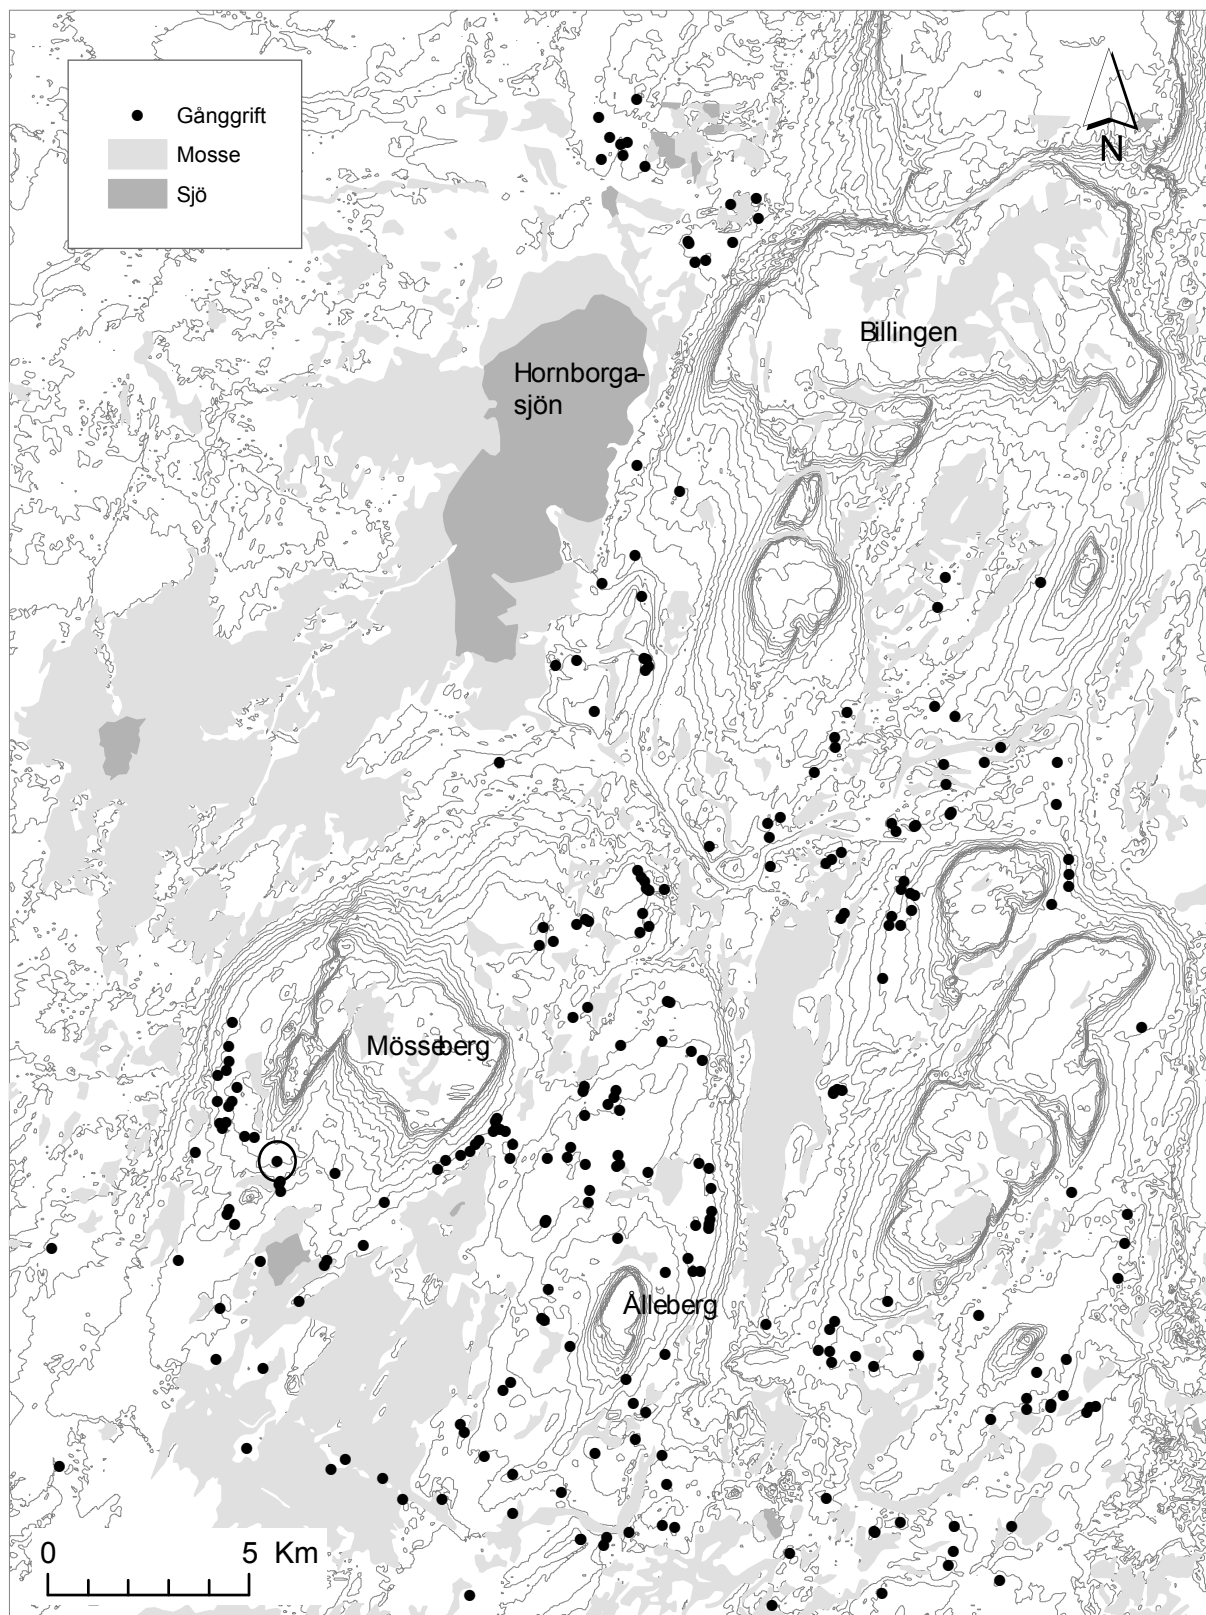 Gånggrift
Mosse
Sjö
N
Billingen
Hornborga-
sjön
Mösseberg
Ålleberg
0 5 Km